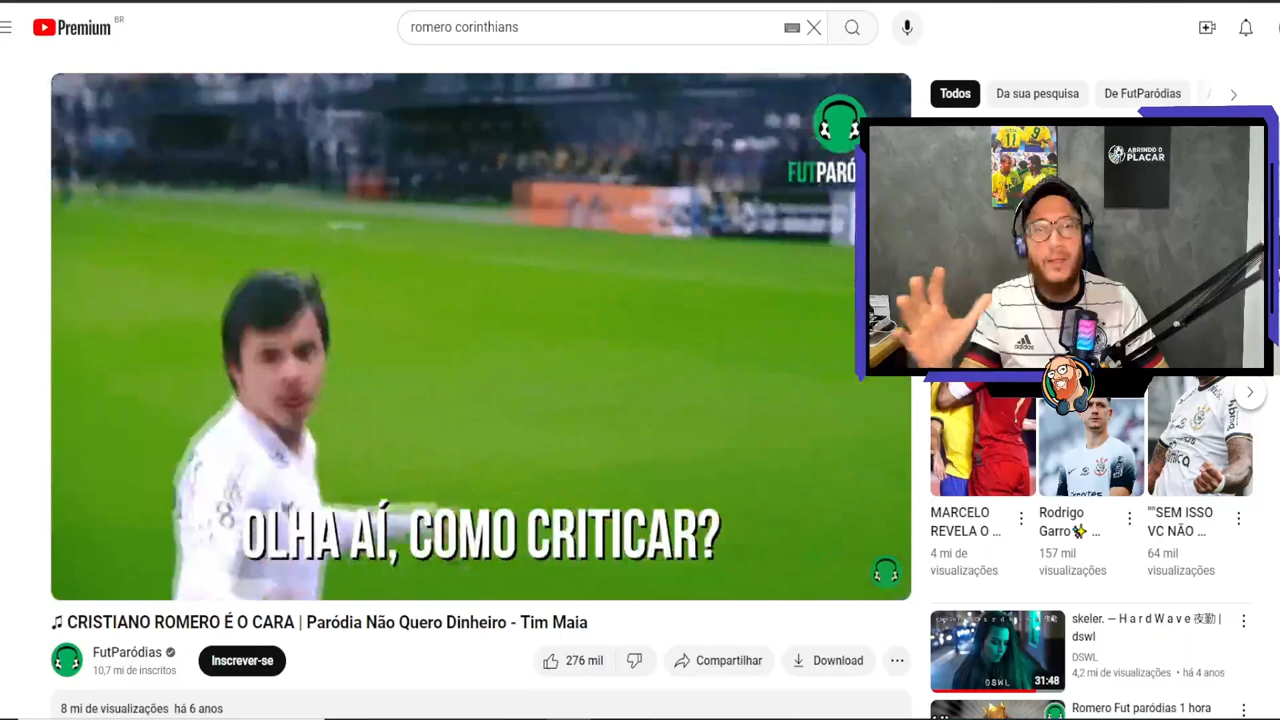 Premium BR
romero corinthians
Todos
Da sua pesquisa
De FutParódias
FUTPARÓ
11
9
ABRINDO O
PLACAR
adidas
OLHA AÍ, COMO CRITICAR?
MARCELO
REVELA O ...
4 mi de
visualizações
Rodrigo
Garro✨ ...
157 mil
visualizações
""SEM ISSO
VC NÃO ...
64 mil
visualizações
♫ CRISTIANO ROMERO É O CARA | Paródia Não Quero Dinheiro - Tim Maia
FutParódias
10,7 mi de inscritos
Inscrever-se
276 mil
Compartilhar
Download
8 mi de visualizações há 6 anos
skeler. — H a r d W a v e 夜勤 |
dswl
DSWL
4,2 mi de visualizações • há 4 anos
DSWL
31:48
Romero Fut paródias 1 hora